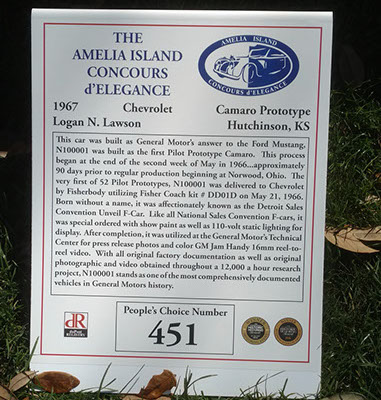 THE
AMELIA ISLAND
CONCOURS
d'ELEGANCE
AMELIA ISLAND
CONCOURS d'ELEGANCE
1967 Chevrolet Camaro Prototype
Logan N. Lawson Hutchinson, KS
This car was built as General Motor's answer to the Ford Mustang,
N100001 was built as the first Pilot Prototype Camaro. This process
began at the end of the second week of May in 1966...approximately
90 days prior to regular production beginning at Norwood, Ohio. The
very first of 52 Pilot Prototypes, N100001 was delivered to Chevrolet
by Fisherbody utilizing Fisher Coach kit # DD01D on May 21, 1966.
Born without a name, it was affectionately known as the Detroit Sales
Convention Unveil F-Car. Like all National Sales Convention F-cars, it
was special ordered with show paint as well as 110-volt static lighting for
display. After completion, it was utilized at the General Motor's Technical
Center for press release photos and color GM Jam Handy 16mm reel-to-
reel video. With all original factory documentation as well as original
photographic and video obtained throughout a 12,000 a hour research
project, N100001 stands as one of the most comprehensively documented
vehicles in General Motors history.
People's Choice Number
451
dR
REGISTRY